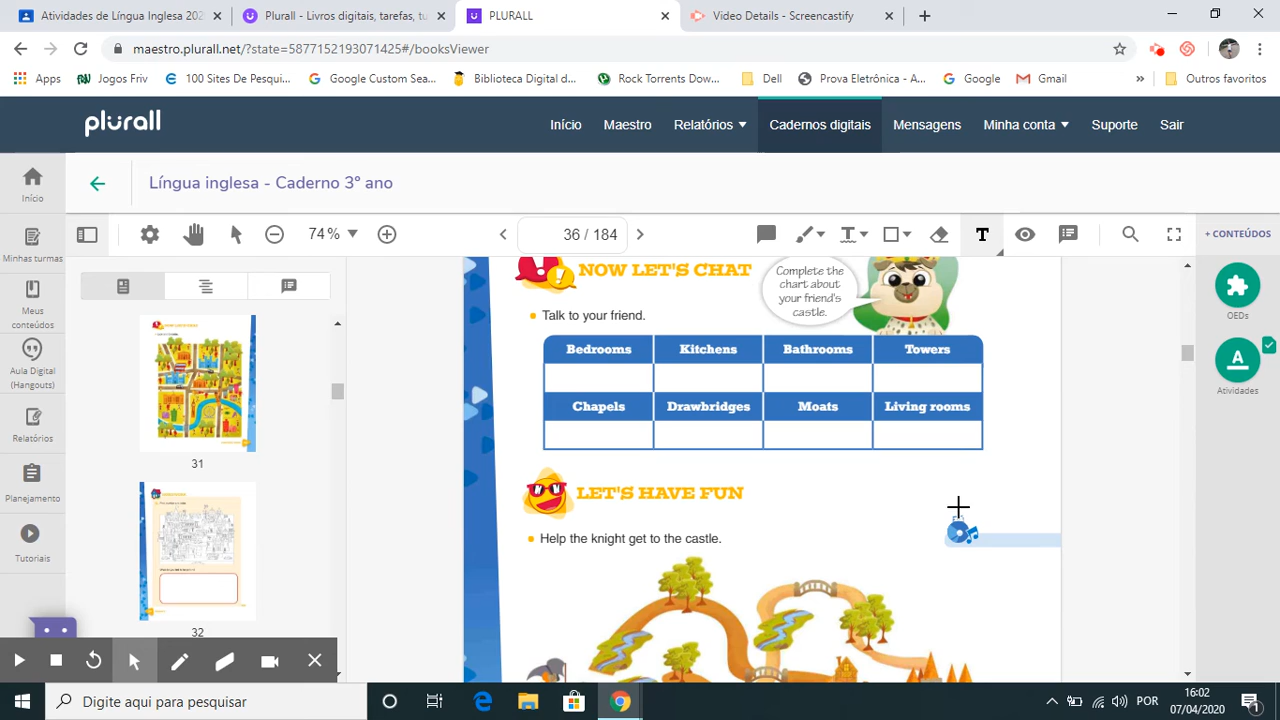 Atividades de Língua Inglesa 202
Plurall - Livros digitais, tarefas, tu
PLURALL
Video Details - Screencastify
maestro.plurall.net/?state=5877152193071425#/booksViewer
Apps
Jogos Friv
100 Sites De Pesqui...
Google Custom Sea...
Biblioteca Digital d...
Rock Torrents Dow...
Dell
Prova Eletrônica - A...
Google
Gmail
»
Outros favoritos
plurall
Início
Maestro
Relatórios
Cadernos digitais
Mensagens
Minha conta
Suporte
Sair
Início
Língua inglesa - Caderno 3º ano
Minhas turmas
74%
36 / 184
T
+ CONTEÚDOS
Meus
conteúdos
Aula Digital
(Hangouts)
Relatórios
Planejamento
Tutoriais
31
32
NOW LET'S CHAT
Complete the
chart about
your friend's
castle.
Talk to your friend.
Bedrooms Kitchens Bathrooms Towers
Chapels Drawbridges Moats Living rooms
LET'S HAVE FUN
Help the knight get to the castle.
OEDs
A
Atividades
Digite aqui para pesquisar
POR
16:02
07/04/2020
1